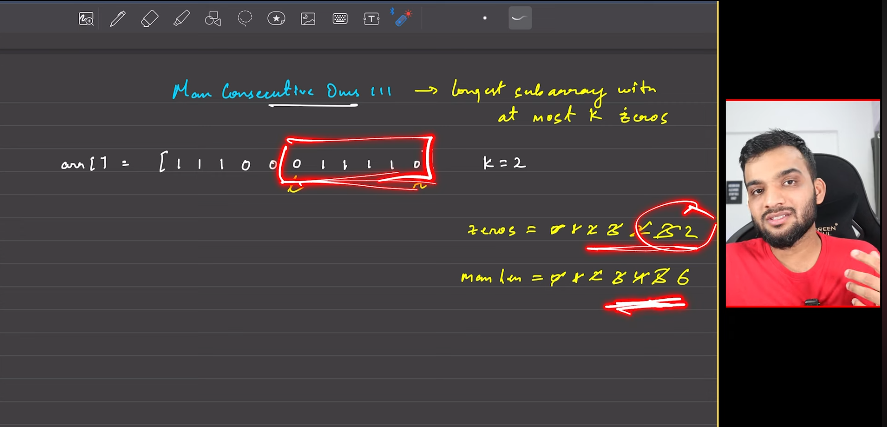 Max Consecutive Ones III → longest subarray with
at most K zeros
arr[] = [ 1 1 1 0 0 0 1 1 1 1 0 K = 2
zeros = 0 1 2 3 2 3 2
maxlen = 0 1 2 3 4 5 6